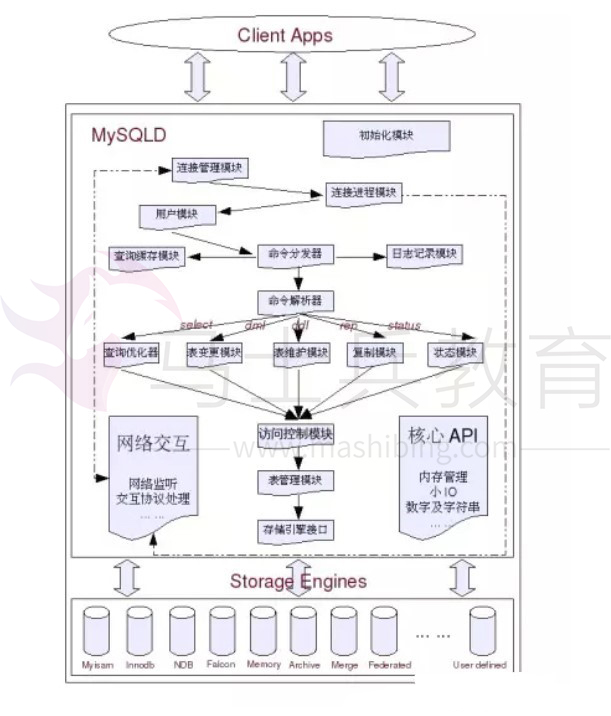 Client Apps
MySQLD
初始化模块
连接管理模块
连接进程模块
用户模块
查询缓存模块
命令分发器
日志记录模块
命令解析器
select
dml
ddl
rep
status
查询优化器
表变更模块
表维护模块
复制模块
状态模块
马士兵教育
www.mashibing.com
访问控制模块
网络交互
网络监听
交互协议处理
... ...
核心 API
内存管理
小 IO
数字及字符串
... ...
表管理模块
存储引擎接口
Storage Engines
Myisam
Innodb
NDB
Falcon
Memory
Archive
Merge
Federated
... ...
User defined